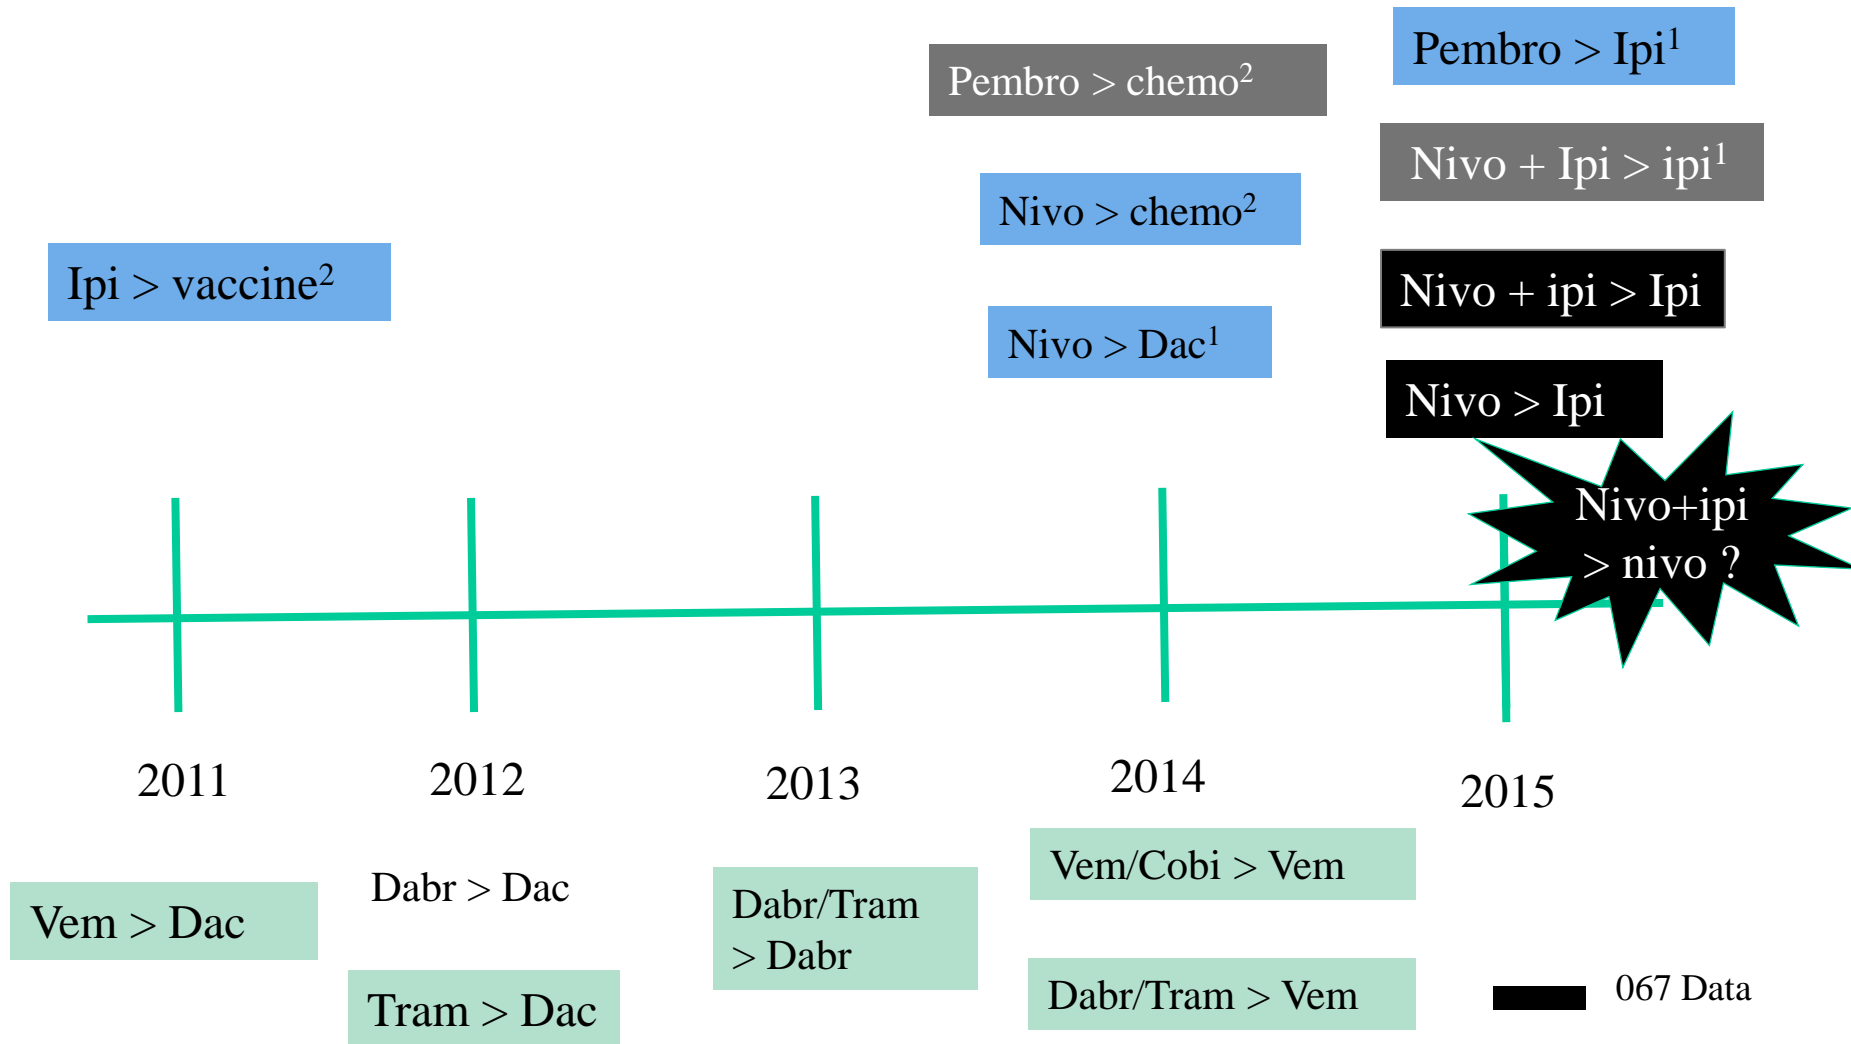 Pembro > Ipi¹
Pembro > chemo²
Nivo + Ipi > ipi¹
Nivo > chemo²
Ipi > vaccine²
Nivo + ipi > Ipi
Nivo > Dac¹
Nivo > Ipi
Nivo+ipi
> nivo ?
2011
2012
2013
2014
2015
Vem > Dac
Dabr > Dac
Tram > Dac
Dabr/Tram
> Dabr
Vem/Cobi > Vem
Dabr/Tram > Vem
067 Data